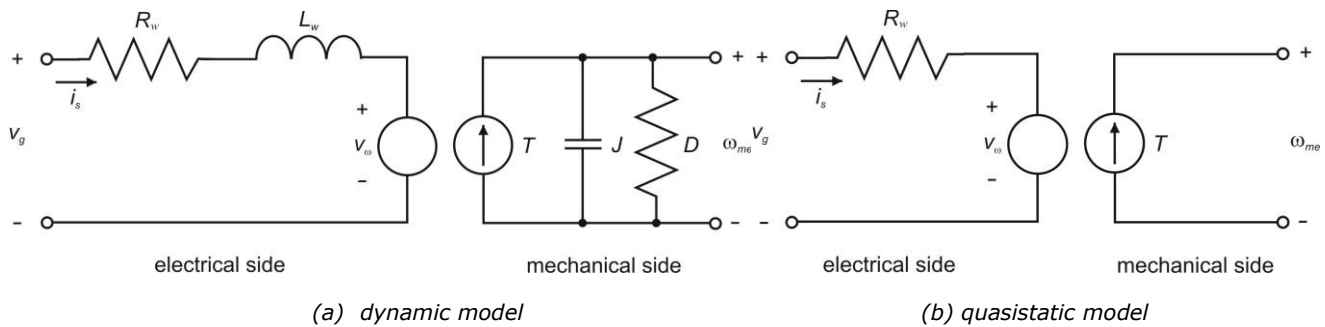 R_w L_w R_w
+ + + +
i_s i_s
+ +
v_g v_ω T J D ω_me v_g v_ω T ω_me
– –
– – – –
electrical side mechanical side electrical side mechanical side
(a) dynamic model (b) quasistatic model